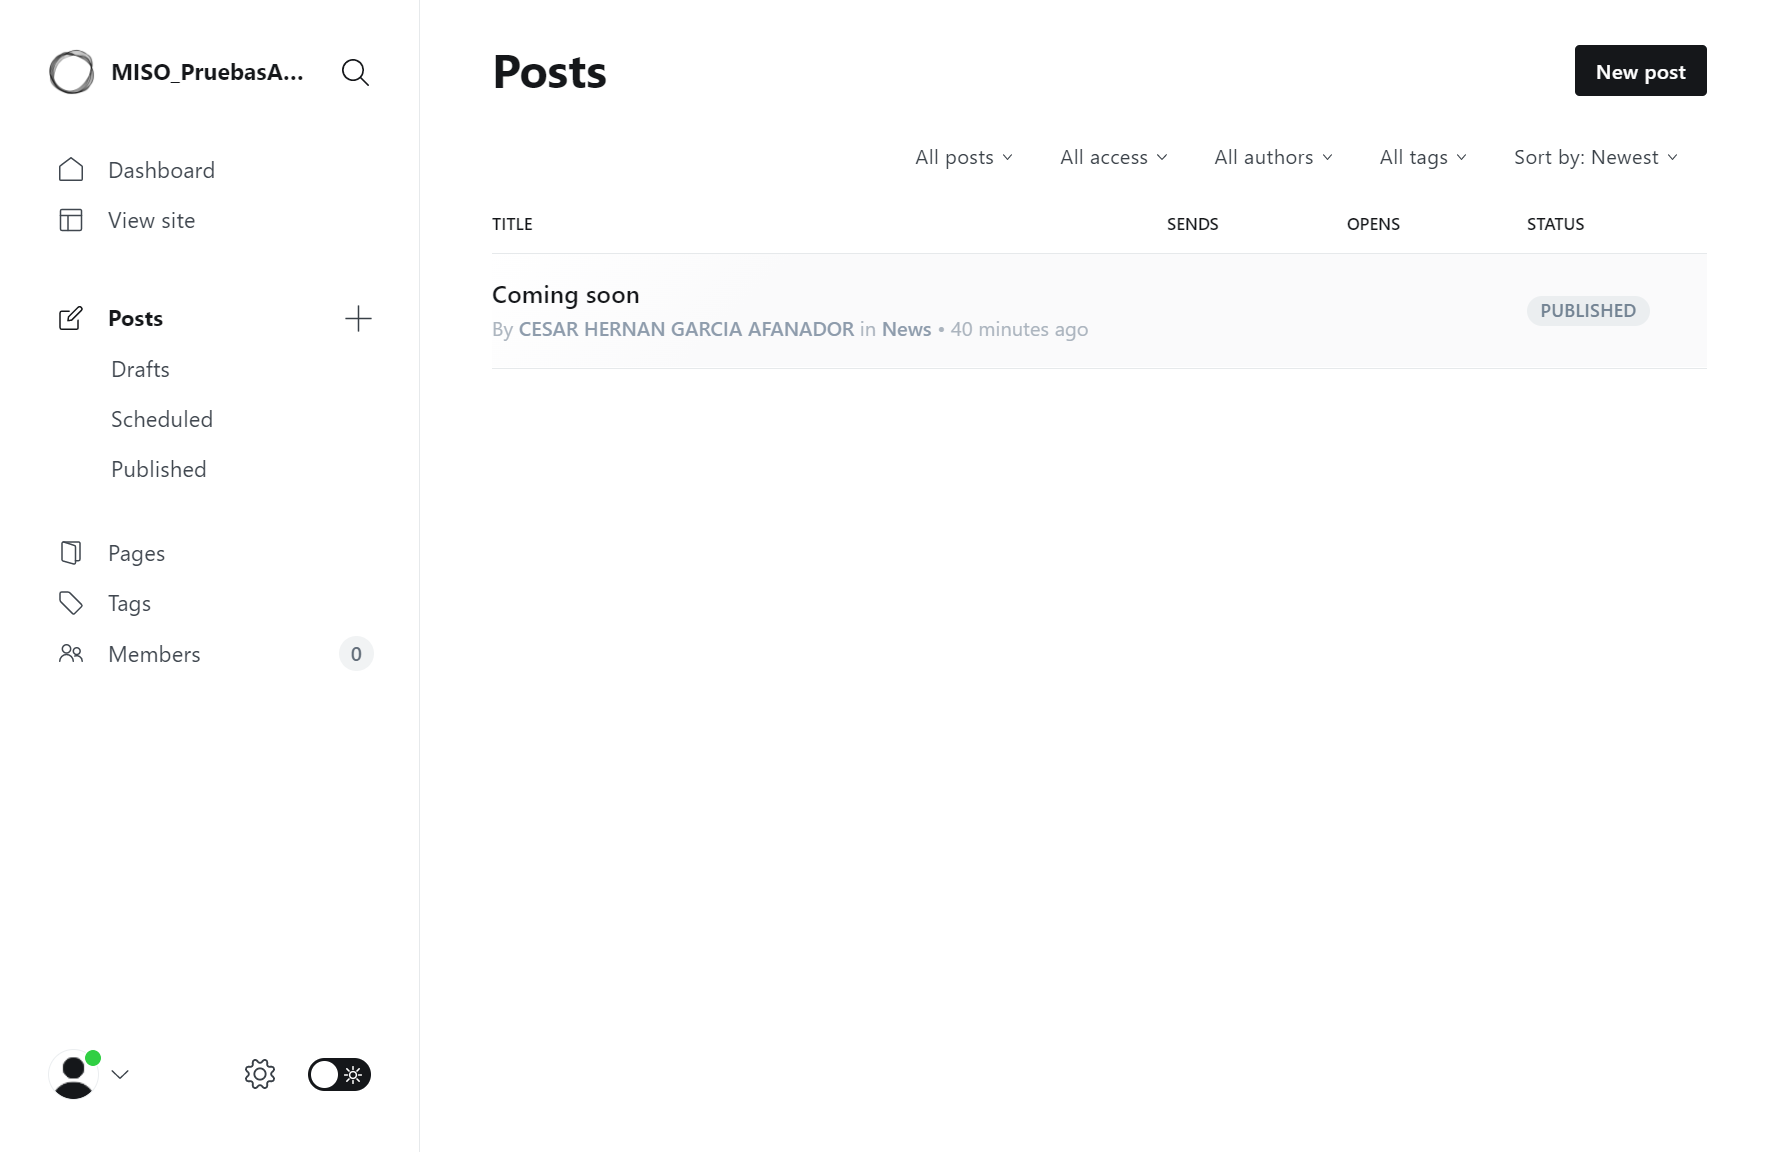 MISO_PruebasA...
Dashboard
View site
Posts
Drafts
Scheduled
Published
Pages
Tags
Members 0
Posts
New post
All posts All access All authors All tags Sort by: Newest
TITLE SENDS OPENS STATUS
Coming soon
By CESAR HERNAN GARCIA AFANADOR in News • 40 minutes ago
PUBLISHED